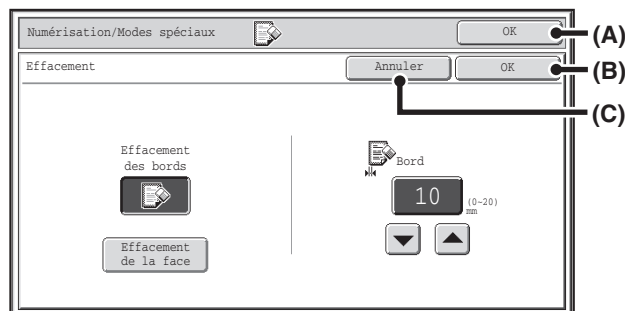 Numérisation/Modes spéciaux
OK
(A)
Effacement
Annuler
OK
(B)
(C)
Effacement
des bords
Bord
10
(0~20)
mm
Effacement
de la face